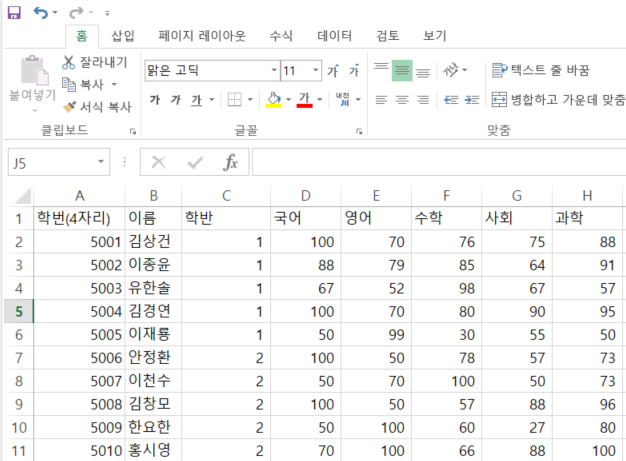 홈 삽입 페이지 레이아웃 수식 데이터 검토 보기
잘라내기
복사
서식 복사
붙여넣기
클립보드
맑은 고딕 11 가 가
가 가 가 가 내천 川
글꼴
텍스트 줄 바꿈
병합하고 가운데 맞춤
맞춤
J5 fx
A B C D E F G H
1 학번(4자리) 이름 학반 국어 영어 수학 사회 과학
2 5001 김상건 1 100 70 76 75 88
3 5002 이종윤 1 88 79 85 64 91
4 5003 유한솔 1 67 52 98 67 57
5 5004 김경연 1 100 70 80 90 95
6 5005 이재룡 1 50 99 30 55 50
7 5006 안정환 2 100 50 78 57 73
8 5007 이천수 2 50 70 100 50 73
9 5008 김창모 2 100 50 57 88 96
10 5009 한요한 2 50 100 60 27 80
11 5010 홍시영 2 70 100 66 88 100